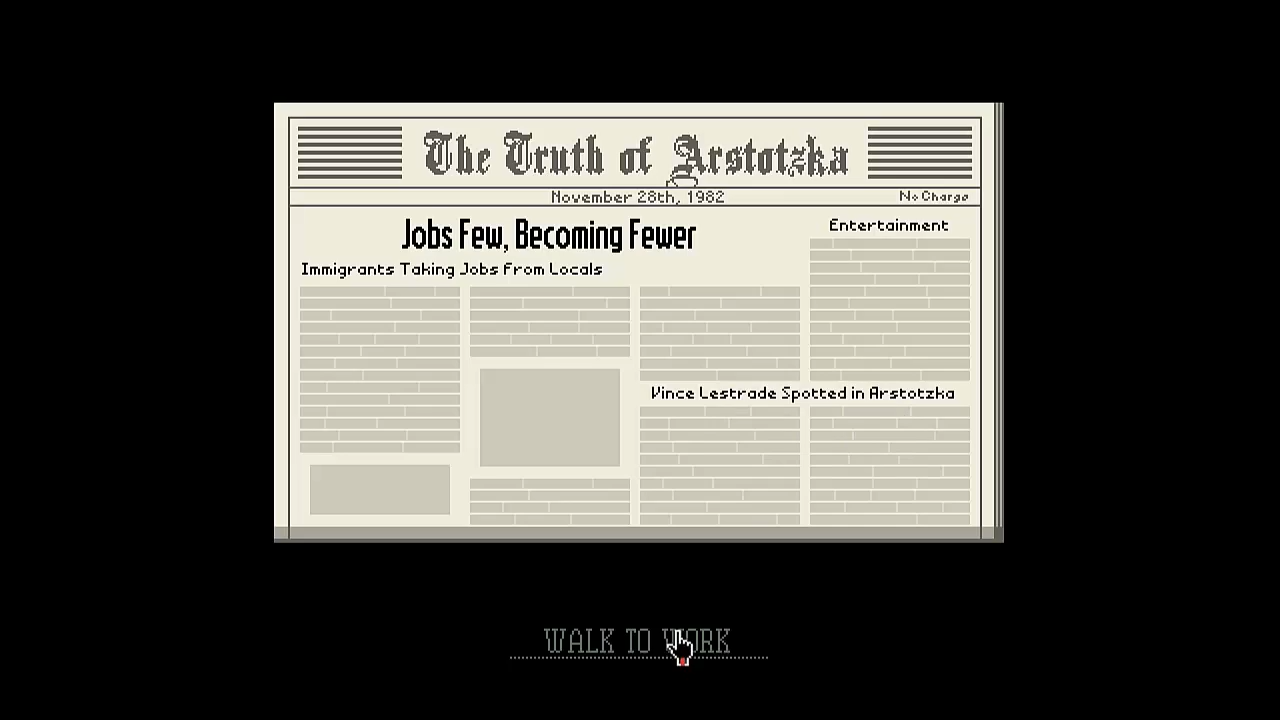 The Truth of Arstotzka
November 28th, 1982
No Charge
Jobs Few, Becoming Fewer
Immigrants Taking Jobs From Locals
Entertainment
Vince Lestrade Spotted in Arstotzka
WALK TO WORK